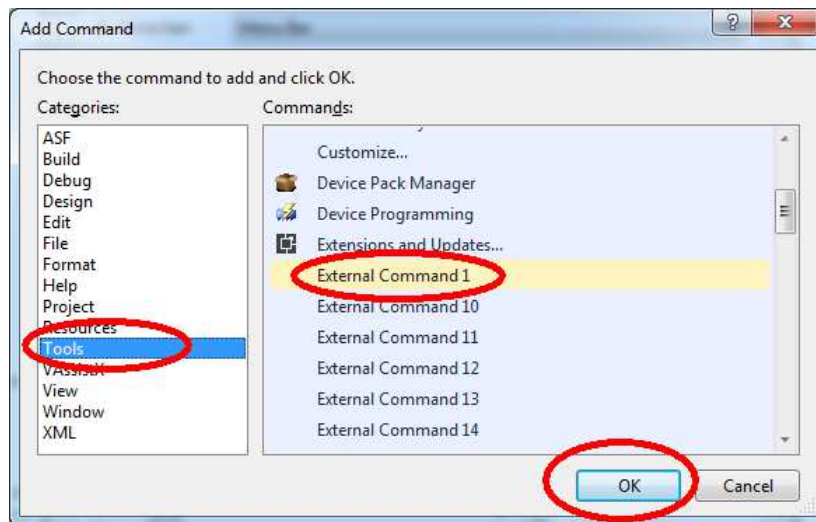 Add Command
Choose the command to add and click OK.
Categories:
Commands:
ASF
Build
Debug
Design
Edit
File
Format
Help
Project
Resources
Tools
VAssistX
View
Window
XML
Customize...
Device Pack Manager
Device Programming
Extensions and Updates...
External Command 1
External Command 10
External Command 11
External Command 12
External Command 13
External Command 14
OK
Cancel